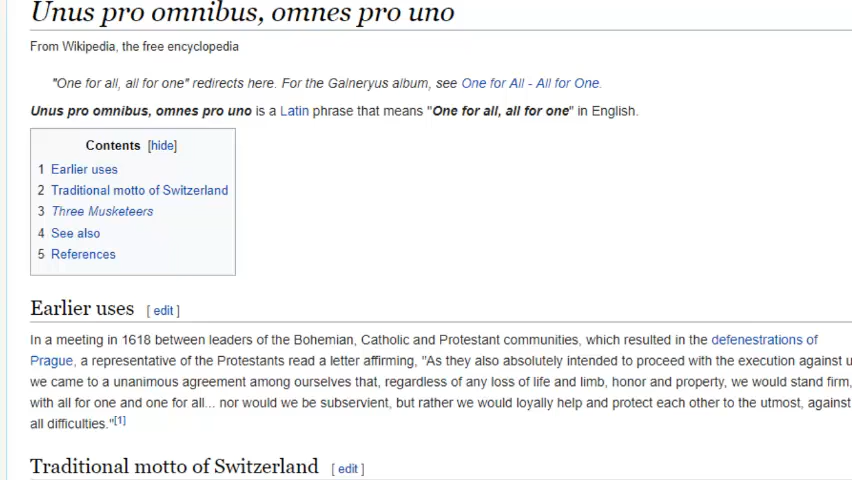 Unus pro omnibus, omnes pro uno
From Wikipedia, the free encyclopedia
"One for all, all for one" redirects here. For the Galneryus album, see One for All - All for One.
Unus pro omnibus, omnes pro uno is a Latin phrase that means "One for all, all for one" in English.
Contents [hide]
1 Earlier uses
2 Traditional motto of Switzerland
3 Three Musketeers
4 See also
5 References
Earlier uses [ edit ]
In a meeting in 1618 between leaders of the Bohemian, Catholic and Protestant communities, which resulted in the defenestrations of
Prague, a representative of the Protestants read a letter affirming, "As they also absolutely intended to proceed with the execution against
we came to a unanimous agreement among ourselves that, regardless of any loss of life and limb, honor and property, we would stand firm,
with all for one and one for all... nor would we be subservient, but rather we would loyally help and protect each other to the utmost, against
all difficulties."[1]
Traditional motto of Switzerland [ edit ]